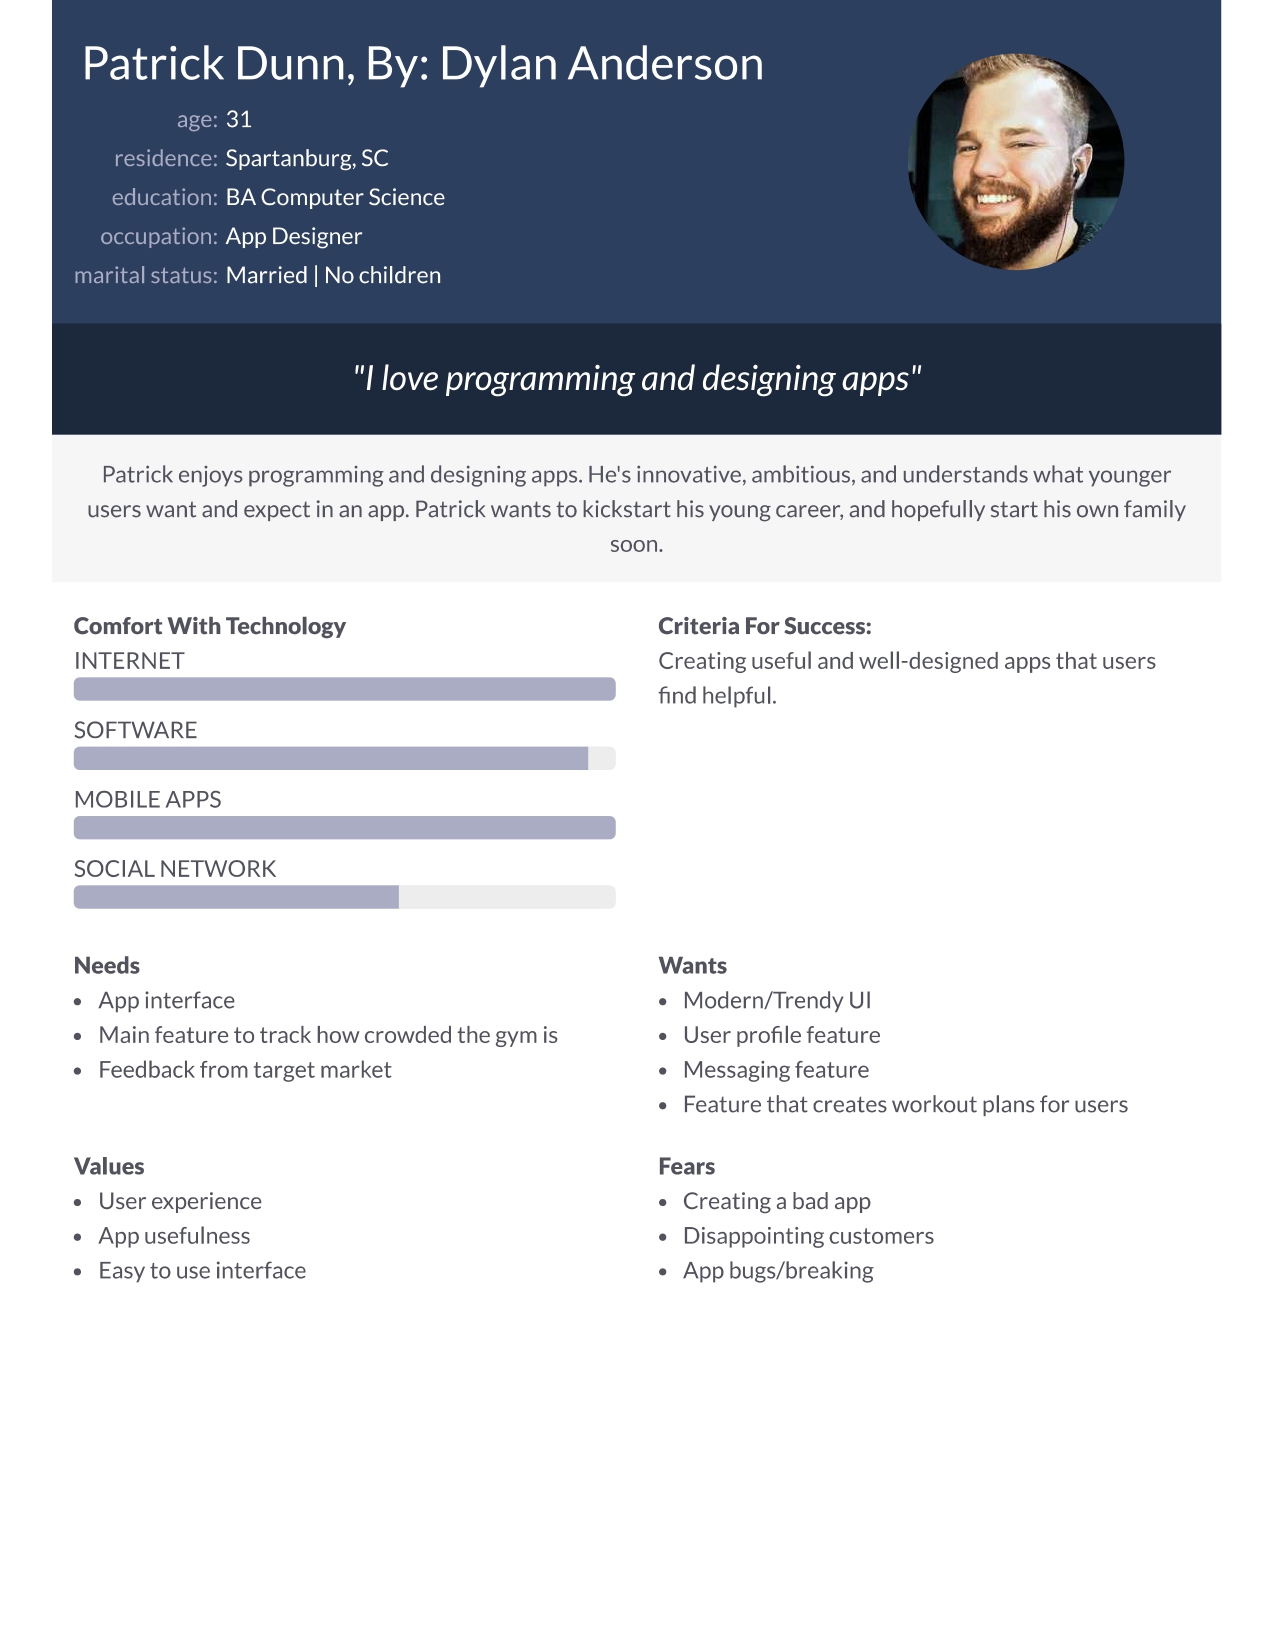 Patrick Dunn, By: Dylan Anderson
age: 31
residence: Spartanburg, SC
education: BA Computer Science
occupation: App Designer
marital status: Married | No children
"I love programming and designing apps"
Patrick enjoys programming and designing apps. He's innovative, ambitious, and understands what younger
users want and expect in an app. Patrick wants to kickstart his young career, and hopefully start his own family
soon.
Comfort With Technology
INTERNET
SOFTWARE
MOBILE APPS
SOCIAL NETWORK
Criteria For Success:
Creating useful and well-designed apps that users
find helpful.
Needs
• App interface
• Main feature to track how crowded the gym is
• Feedback from target market
Wants
• Modern/Trendy UI
• User profile feature
• Messaging feature
• Feature that creates workout plans for users
Values
• User experience
• App usefulness
• Easy to use interface
Fears
• Creating a bad app
• Disappointing customers
• App bugs/breaking